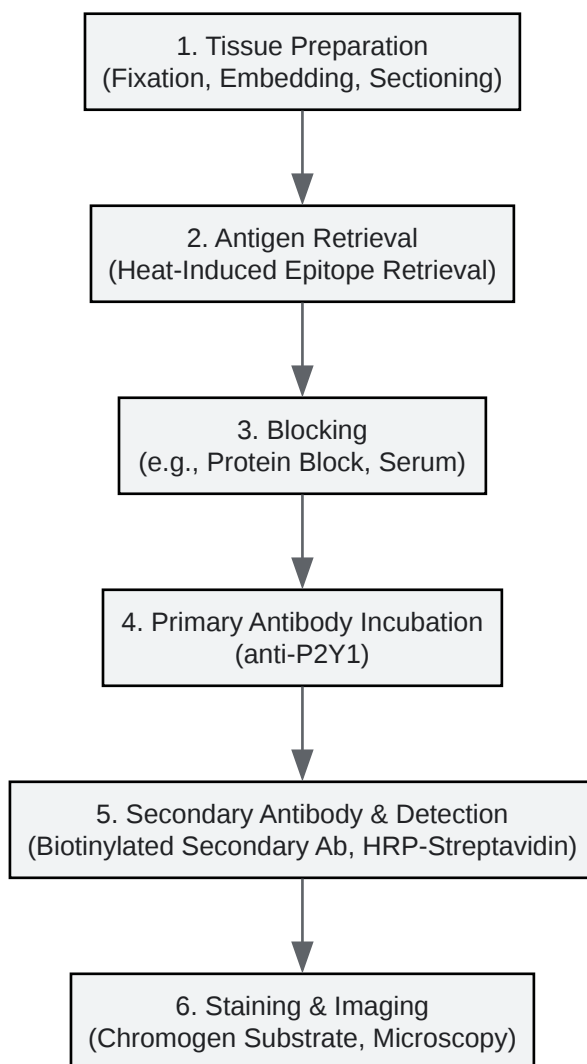 1. Tissue Preparation
(Fixation, Embedding, Sectioning)
2. Antigen Retrieval
(Heat-Induced Epitope Retrieval)
3. Blocking
(e.g., Protein Block, Serum)
4. Primary Antibody Incubation
(anti-P2Y1)
5. Secondary Antibody & Detection
(Biotinylated Secondary Ab, HRP-Streptavidin)
6. Staining & Imaging
(Chromogen Substrate, Microscopy)